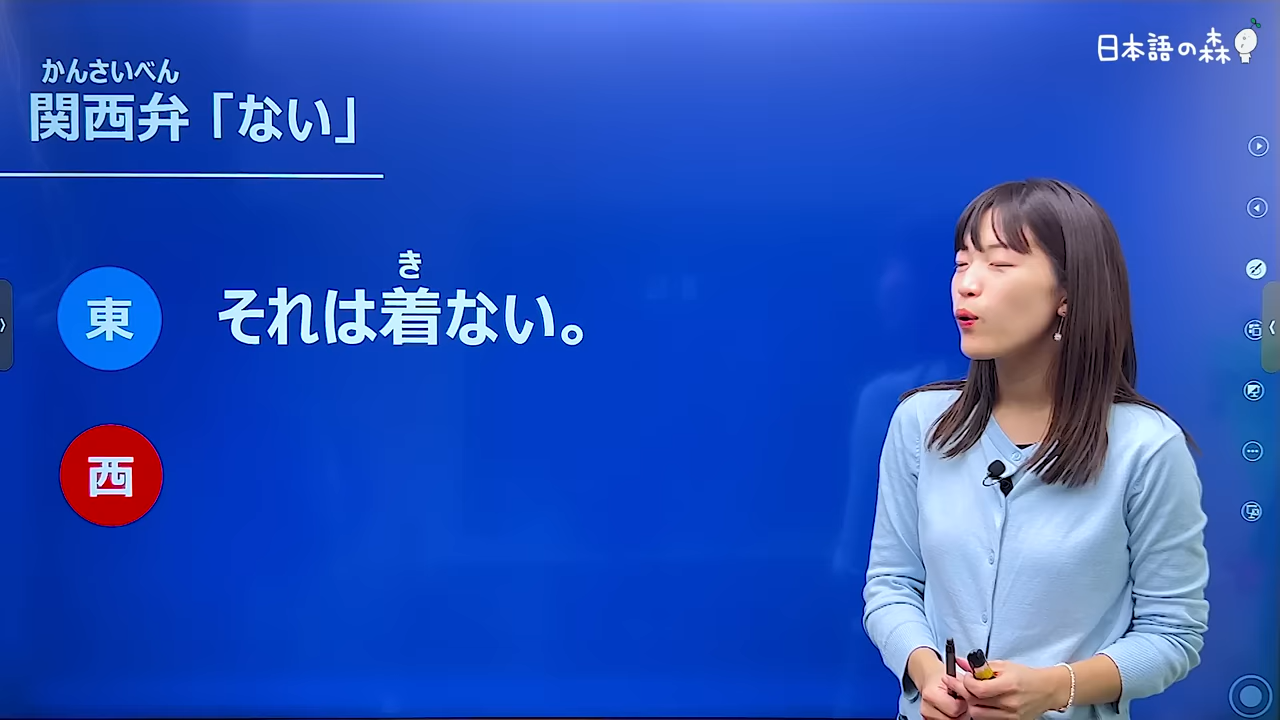 日本語の森
かんさいべん
関西弁「ない」
き
東 それは着ない。
西